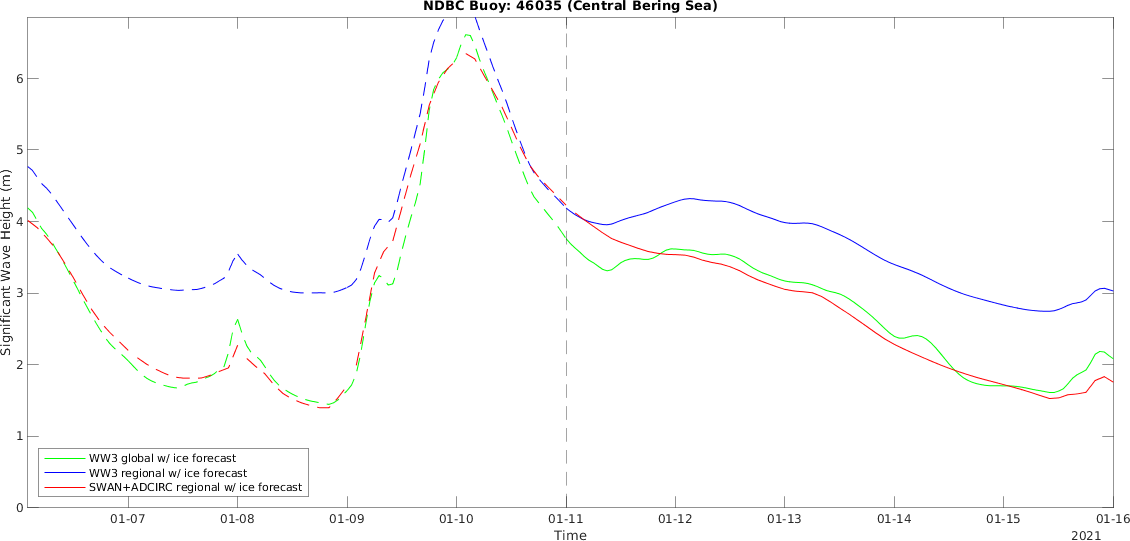 NDBC Buoy: 46035 (Central Bering Sea)
Significant Wave Height (m)
6
5
4
3
2
1
0
WW3 global w/ ice forecast
WW3 regional w/ ice forecast
SWAN+ADCIRC regional w/ ice forecast
01-07 01-08 01-09 01-10 01-11 01-12 01-13 01-14 01-15 01-16
Time
2021